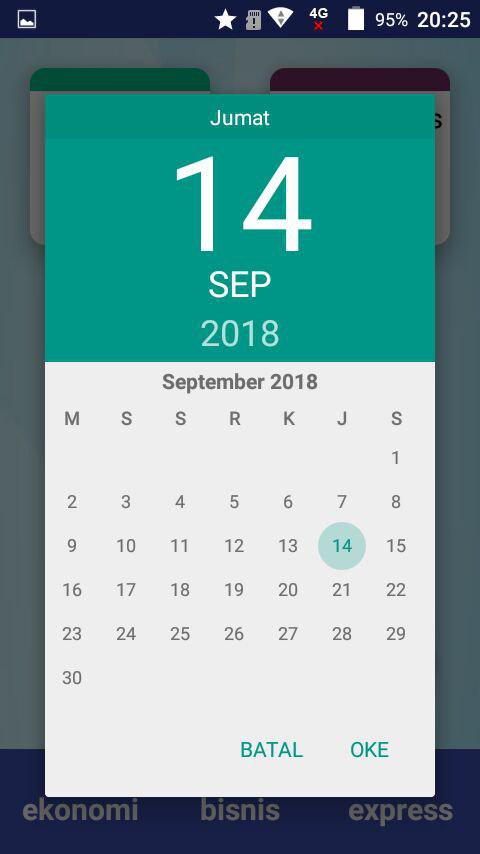 4G 95% 20:25
Jumat
14
SEP
2018
September 2018
M S S R K J S
1
2 3 4 5 6 7 8
9 10 11 12 13 14 15
16 17 18 19 20 21 22
23 24 25 26 27 28 29
30
BATAL OKE
ekonomi bisnis express